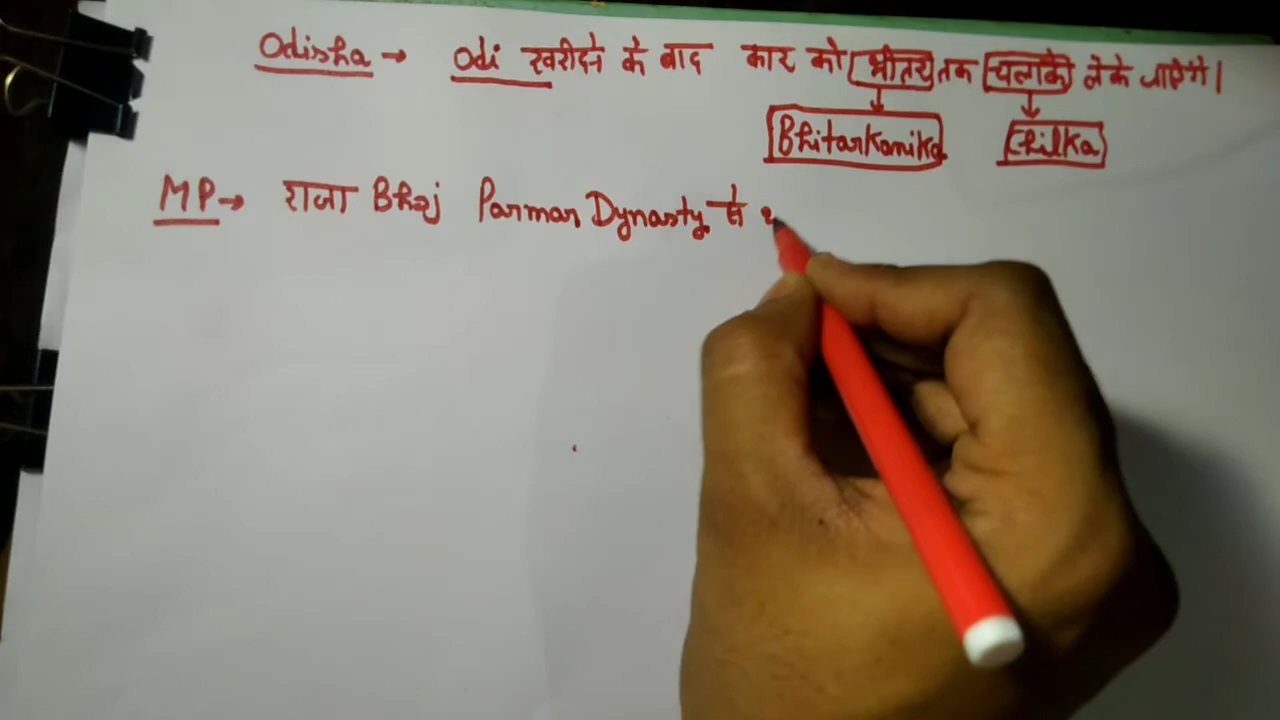 Odisha → Odi खरीदने के बाद कार को भीतर तक चलाके लेके जाएंगे।
Bhitarkanika Chilka
MP → राजा Bhoj Parmar Dynasty से